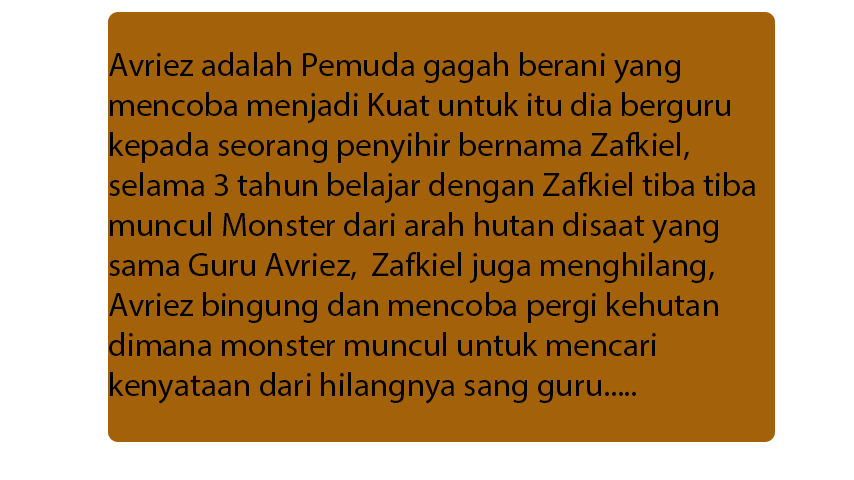 Avriez adalah Pemuda gagah berani yang
mencoba menjadi Kuat untuk itu dia berguru
kepada seorang penyihir bernama Zafkiel,
selama 3 tahun belajar dengan Zafkiel tiba tiba
muncul Monster dari arah hutan disaat yang
sama Guru Avriez,  Zafkiel juga menghilang,
Avriez bingung dan mencoba pergi kehutan
dimana monster muncul untuk mencari
kenyataan dari hilangnya sang guru.....